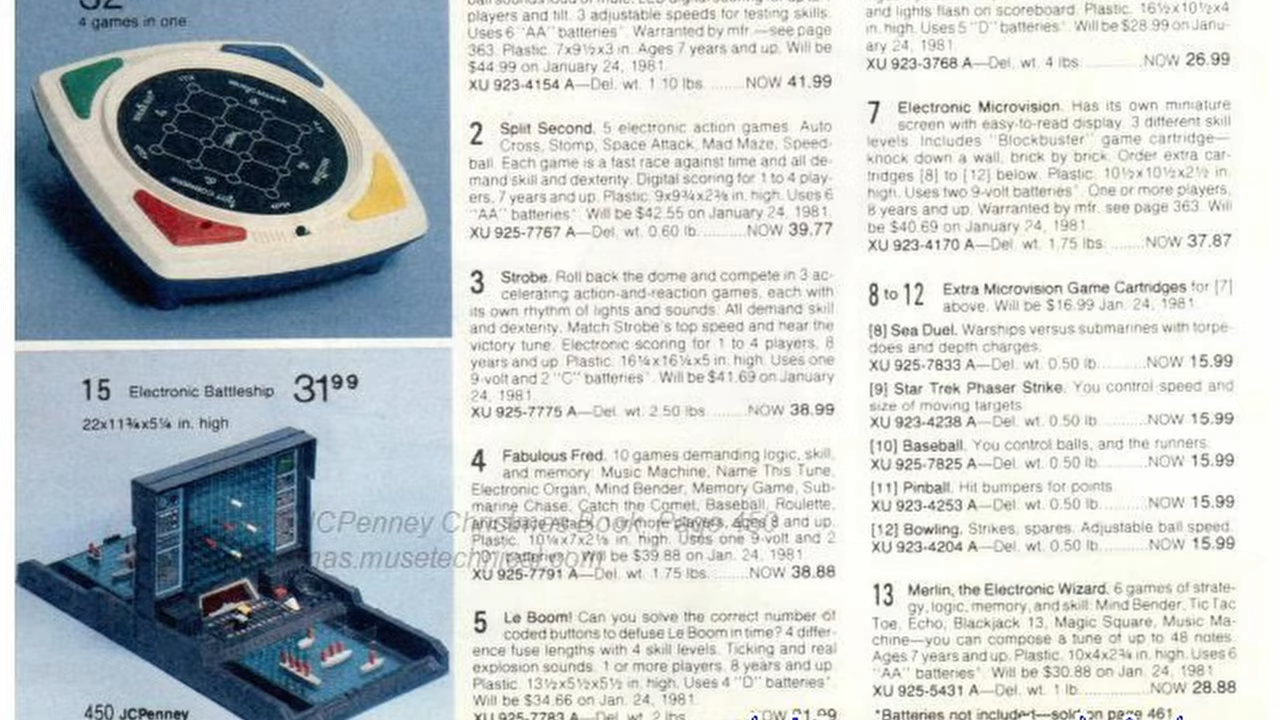 4 games in one
15 Electronic Battleship 31⁹⁹
22x11¾x5¼ in. high
450 JCPenney
players and tilt. 3 adjustable speeds for testing skills.
Uses 6 "AA" batteries*. Warranted by mfr.—see page
363. Plastic. 7x9½x3 in. Ages 7 years and up. Will be
$44.99 on January 24, 1981.
XU 923-4154 A—Del. wt. 1.10 lbs. ........NOW 41.99
2 Split Second. 5 electronic action games. Auto
Cross, Stomp, Space Attack, Mad Maze, Speed-
ball. Each game is a fast race against time and all de-
mand skill and dexterity. Digital scoring for 1 to 4 play-
ers, 7 years and up. Plastic. 9x9¾x2⅜ in. high. Uses 6
"AA" batteries*. Will be $42.55 on January 24, 1981.
XU 925-7767 A—Del. wt. 0.60 lb. ........NOW 39.77
3 Strobe. Roll back the dome and compete in 3 ac-
celerating action-and-reaction games, each with
its own rhythm of lights and sounds. All demand skill
and dexterity. Match Strobe's top speed and hear the
victory tune. Electronic scoring for 1 to 4 players, 8
years and up. Plastic. 16¼x16¼x5 in. high. Uses one
9-volt and 2 "C" batteries*. Will be $41.69 on January
24, 1981.
XU 925-7775 A—Del. wt. 2.50 lbs. ........NOW 38.99
4 Fabulous Fred. 10 games demanding logic, skill,
and memory: Music Machine, Name This Tune,
Electronic Organ, Mind Bender, Memory Game, Sub-
marine Chase, Catch the Comet, Baseball, Roulette,
and Space Attack. more players, ages 8 and up.
Plastic. 10¼x7x2½ in. high. Uses one 9-volt and 2
batteries*. Will be $39.88 on Jan. 24, 1981.
XU 925-7791 A—Del. wt. 1.75 lbs. ........NOW 38.88
JCPenney Christmas Book, Page 450
mas.musetechnical.com
5 Le Boom! Can you solve the correct number of
coded buttons to defuse Le Boom in time? 4 differ-
ence fuse lengths with 4 skill levels. Ticking and real
explosion sounds. 1 or more players, 8 years and up.
Plastic. 13½x5½x5½ in. high. Uses 4 "D" batteries*.
Will be $34.66 on Jan. 24, 1981.
XU 925-7783 A—Del. wt. 2 lbs.
and lights flash on scoreboard. Plastic. 16½x10½x4
in. high. Uses 5 "D" batteries*. Will be $28.99 on Janu-
ary 24, 1981.
XU 923-3768 A—Del. wt. 4 lbs. ........NOW 26.99
7 Electronic Microvision. Has its own miniature
screen with easy-to-read display. 3 different skill
levels. Includes "Blockbuster" game cartridge—
knock down a wall, brick by brick. Order extra car-
tridges [8] to [12] below. Plastic. 10½x10½x2½ in.
high. Uses two 9-volt batteries*. One or more players,
8 years and up. Warranted by mfr. see page 363. Will
be $40.69 on January 24, 1981.
XU 923-4170 A—Del. wt. 1.75 lbs. ........NOW 37.87
8 to 12 Extra Microvision Game Cartridges for [7]
above. Will be $16.99 Jan. 24, 1981.
[8] Sea Duel. Warships versus submarines with torpe-
does and depth charges.
XU 925-7833 A—Del. wt. 0.50 lb. ........NOW 15.99
[9] Star Trek Phaser Strike. You control speed and
size of moving targets.
XU 923-4238 A—Del. wt. 0.50 lb. ........NOW 15.99
[10] Baseball. You control balls, and the runners.
XU 925-7825 A—Del. wt. 0.50 lb. ........NOW 15.99
[11] Pinball. Hit bumpers for points.
XU 923-4253 A—Del. wt. 0.50 lb. ........NOW 15.99
[12] Bowling. Strikes, spares. Adjustable ball speed.
XU 923-4204 A—Del. wt. 0.50 lb. ........NOW 15.99
13 Merlin, the Electronic Wizard. 6 games of strate-
gy, logic, memory, and skill: Mind Bender, Tic Tac
Toe, Echo, Blackjack 13, Magic Square, Music Ma-
chine—you can compose a tune of up to 48 notes.
Ages 7 years and up. Plastic. 10x4x2¾ in. high. Uses 6
"AA" batteries*. Will be $30.88 on Jan. 24, 1981.
XU 925-5431 A—Del. wt. 1 lb. ........NOW 28.88
*Batteries not included—sold on page 461